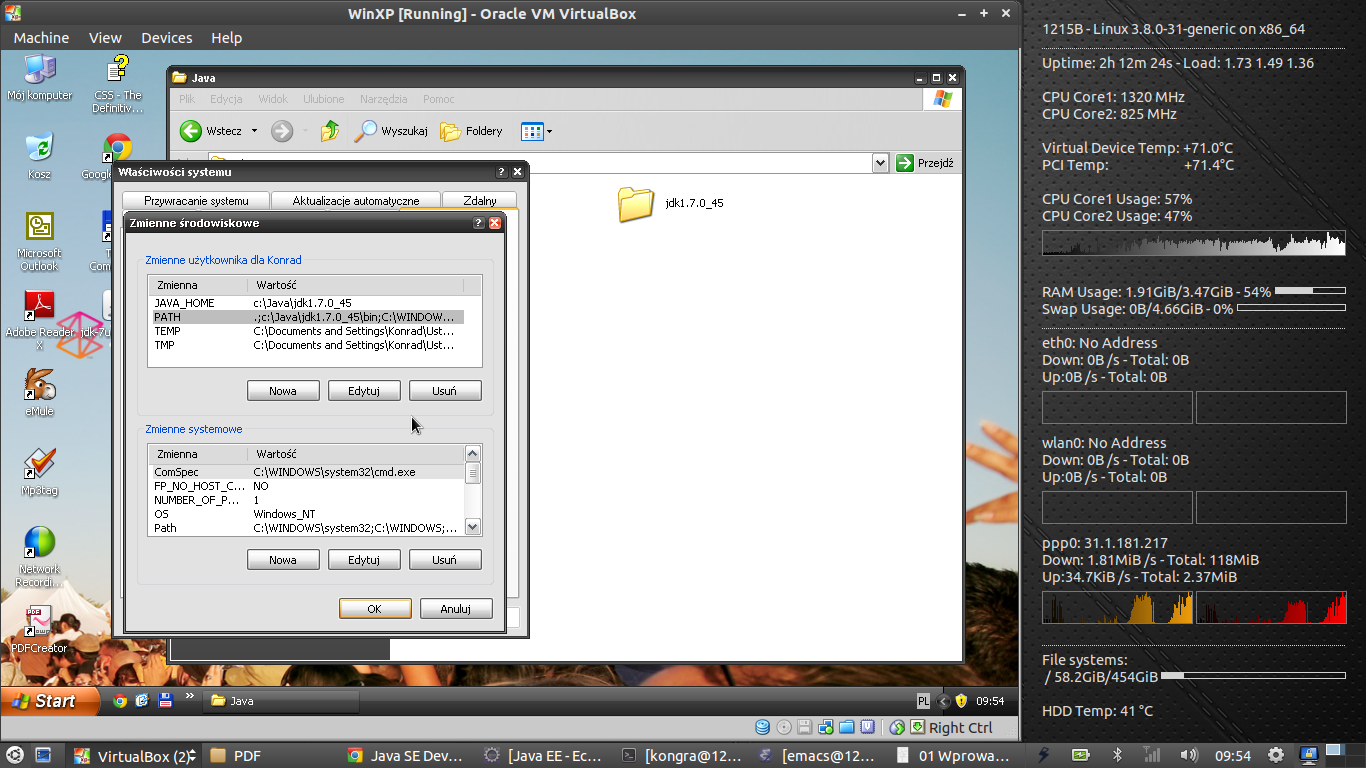 WinXP [Running] - Oracle VM VirtualBox
Machine View Devices Help
Mój komputer
CSS - The Definitiv...
Kosz
Microsoft Outlook
Adobe Reader X
eMule
Mp3tag
Network Recordi...
PDFCreator
Java
Plik Edycja Widok Ulubione Narzędzia Pomoc
Wstecz Wyszukaj Foldery
Przejdź
jdk1.7.0_45
Właściwości systemu
Przywracanie systemu Aktualizacje automatyczne Zdalny
Zmienne środowiskowe
Zmienne użytkownika dla Konrad
Zmienna Wartość
JAVA_HOME c:\Java\jdk1.7.0_45
PATH .;c:\Java\jdk1.7.0_45\bin;C:\WINDOW...
TEMP C:\Documents and Settings\Konrad\Ust...
TMP C:\Documents and Settings\Konrad\Ust...
Nowa Edytuj Usuń
Zmienne systemowe
Zmienna Wartość
ComSpec C:\WINDOWS\system32\cmd.exe
FP_NO_HOST_C... NO
NUMBER_OF_P... 1
OS Windows_NT
Path C:\WINDOWS\system32;C:\WINDOWS;...
Nowa Edytuj Usuń
OK Anuluj
Start
Java
PL
09:54
Right Ctrl
1215B - Linux 3.8.0-31-generic on x86_64
Uptime: 2h 12m 24s - Load: 1.73 1.49 1.36
CPU Core1: 1320 MHz
CPU Core2: 825 MHz
Virtual Device Temp: +71.0°C
PCI Temp: +71.4°C
CPU Core1 Usage: 57%
CPU Core2 Usage: 47%
RAM Usage: 1.91GiB/3.47GiB - 54%
Swap Usage: 0B/4.66GiB - 0%
eth0: No Address
Down: 0B /s - Total: 0B
Up:0B /s - Total: 0B
wlan0: No Address
Down: 0B /s - Total: 0B
Up:0B /s - Total: 0B
ppp0: 31.1.181.217
Down: 1.81MiB /s - Total: 118MiB
Up:34.7KiB /s - Total: 2.37MiB
File systems:
/ 58.2GiB/454GiB
HDD Temp: 41 °C
VirtualBox (2) PDF Java SE Dev... [Java EE - Ec... [kongra@12... [emacs@12... 01 Wprowa... 09:54